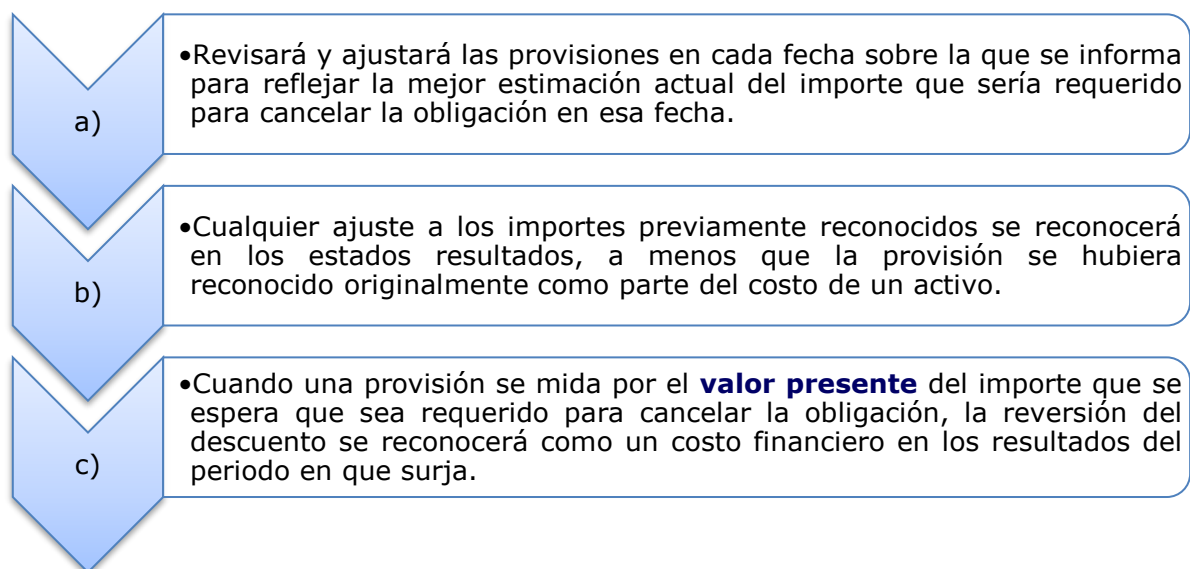 a)
•Revisará y ajustará las provisiones en cada fecha sobre la que se informa
para reflejar la mejor estimación actual del importe que sería requerido
para cancelar la obligación en esa fecha.
b)
•Cualquier ajuste a los importes previamente reconocidos se reconocerá
en los estados resultados, a menos que la provisión se hubiera
reconocido originalmente como parte del costo de un activo.
c)
•Cuando una provisión se mida por el valor presente del importe que se
espera que sea requerido para cancelar la obligación, la reversión del
descuento se reconocerá como un costo financiero en los resultados del
periodo en que surja.